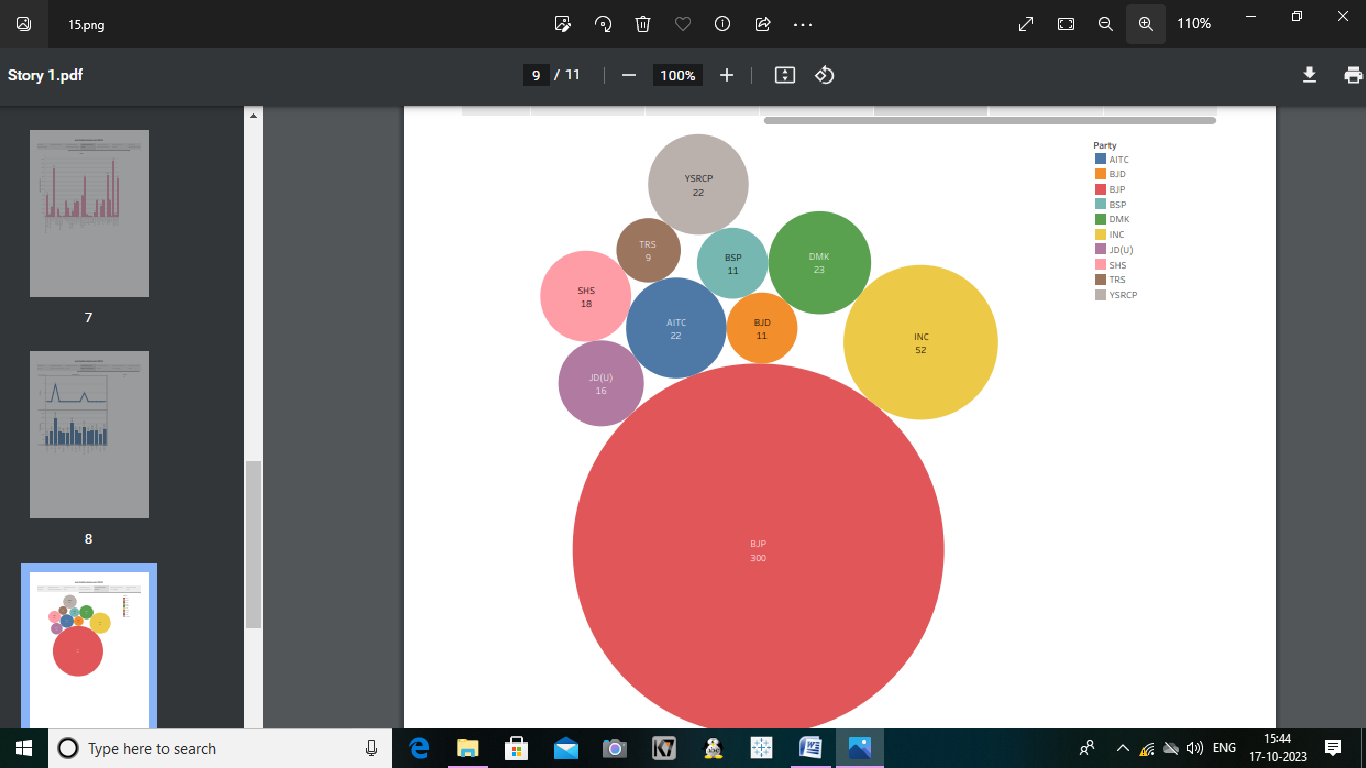 15.png
110%
Story 1.pdf
9 / 11
100%
7
8
YSRCP
22
TRS
9
BSP
11
DMK
23
SHS
18
AITC
22
BJD
11
INC
52
JD(U)
16
BJP
300
Party
AITC
BJD
BJP
BSP
DMK
INC
JD(U)
SHS
TRS
YSRCP
Type here to search
ENG
15:44
17-10-2023